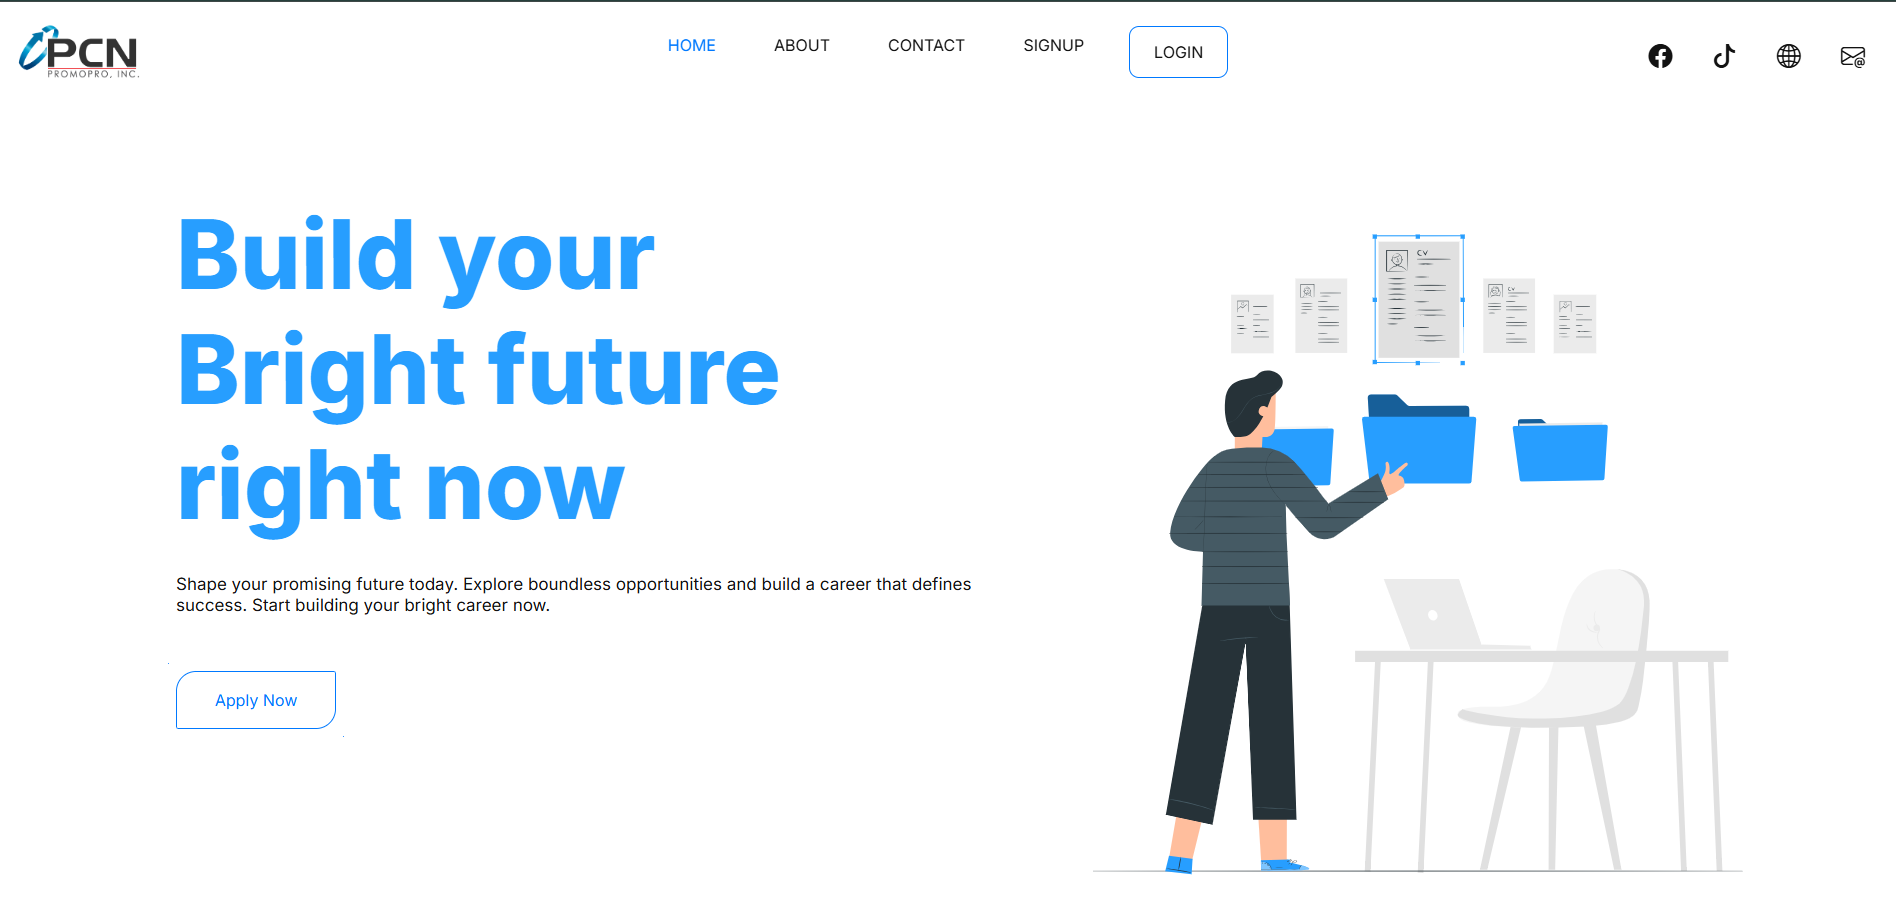 PCN
PROMOPRO, INC.
HOME
ABOUT
CONTACT
SIGNUP
LOGIN
Build your
Bright future
right now
Shape your promising future today. Explore boundless opportunities and build a career that defines
success. Start building your bright career now.
Apply Now
CV
CV